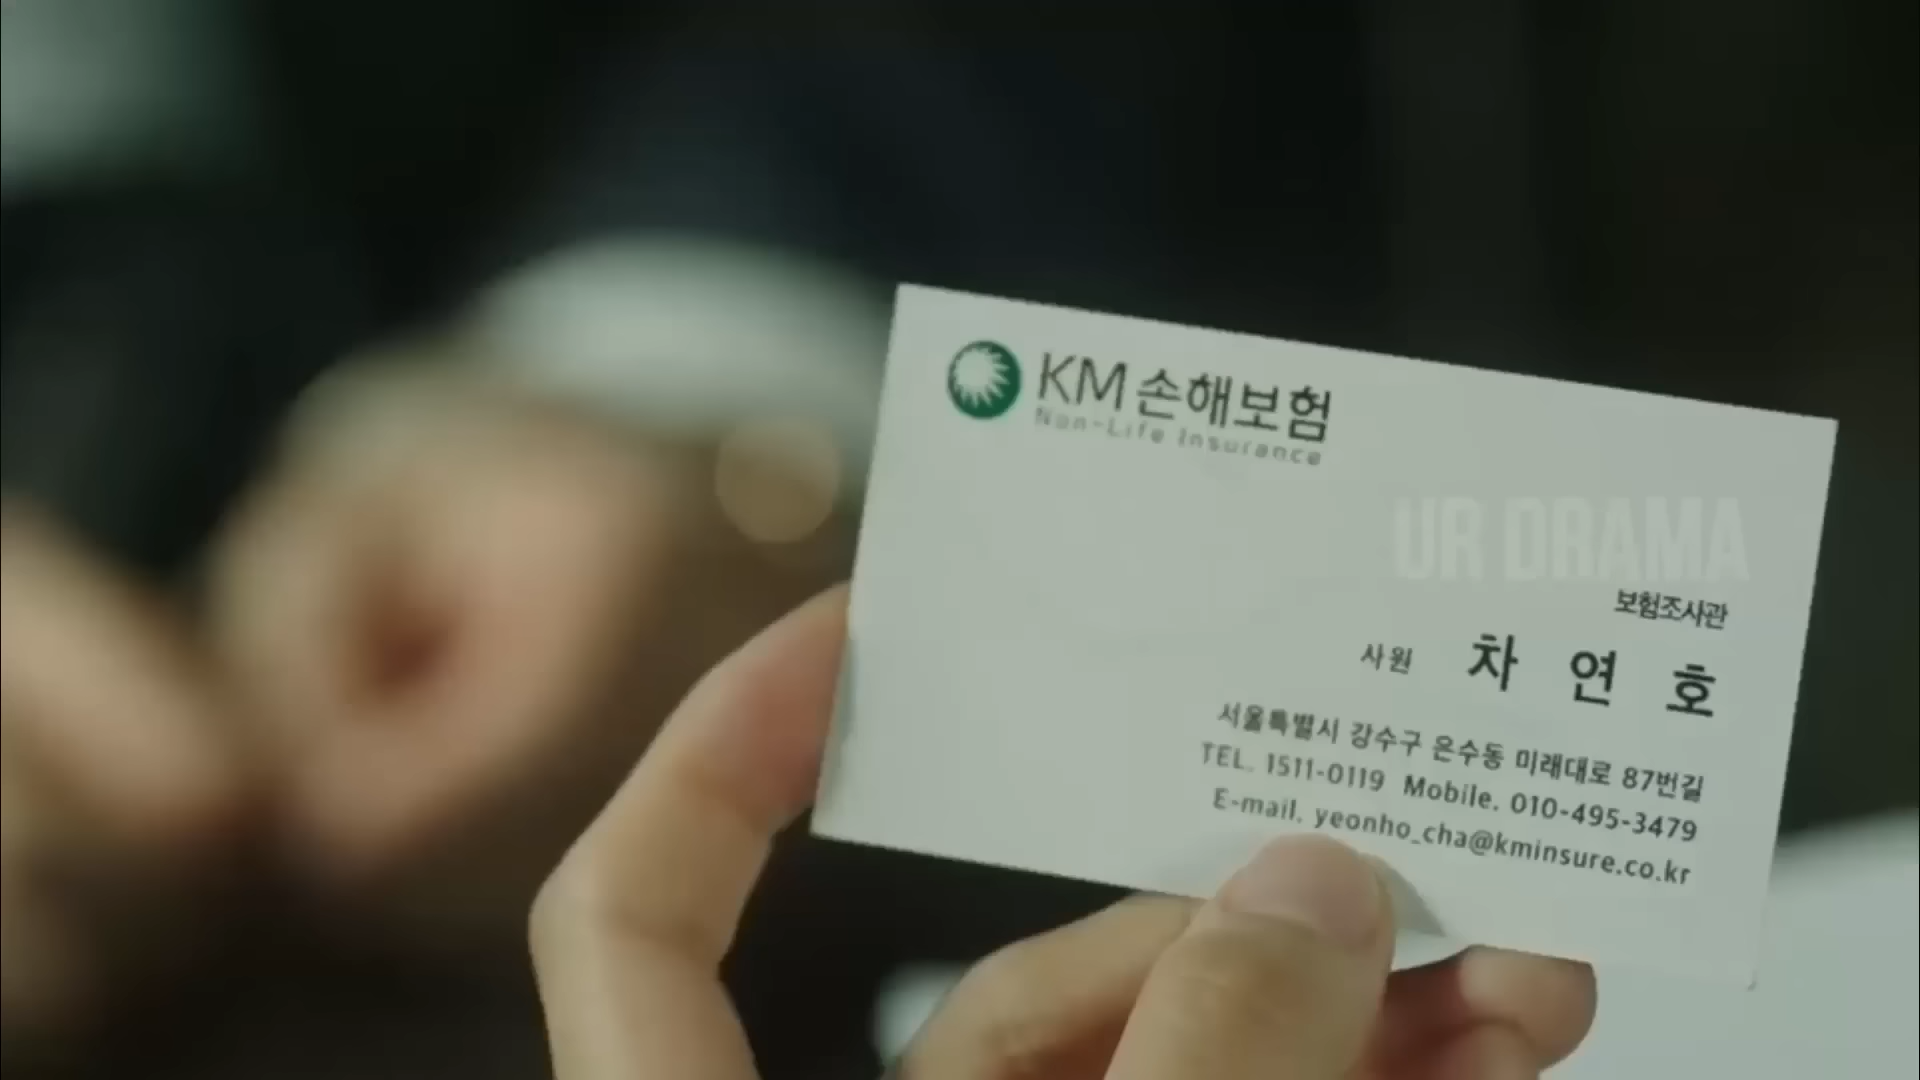 KM 손해보험
Non-Life Insurance
UR DRAMA
보험조사관
사원 차 연 호
서울특별시 강수구 은수동 미래대로 87번길
TEL. 1511-0119 Mobile. 010-495-3479
E-mail. yeonho_cha@kminsure.co.kr